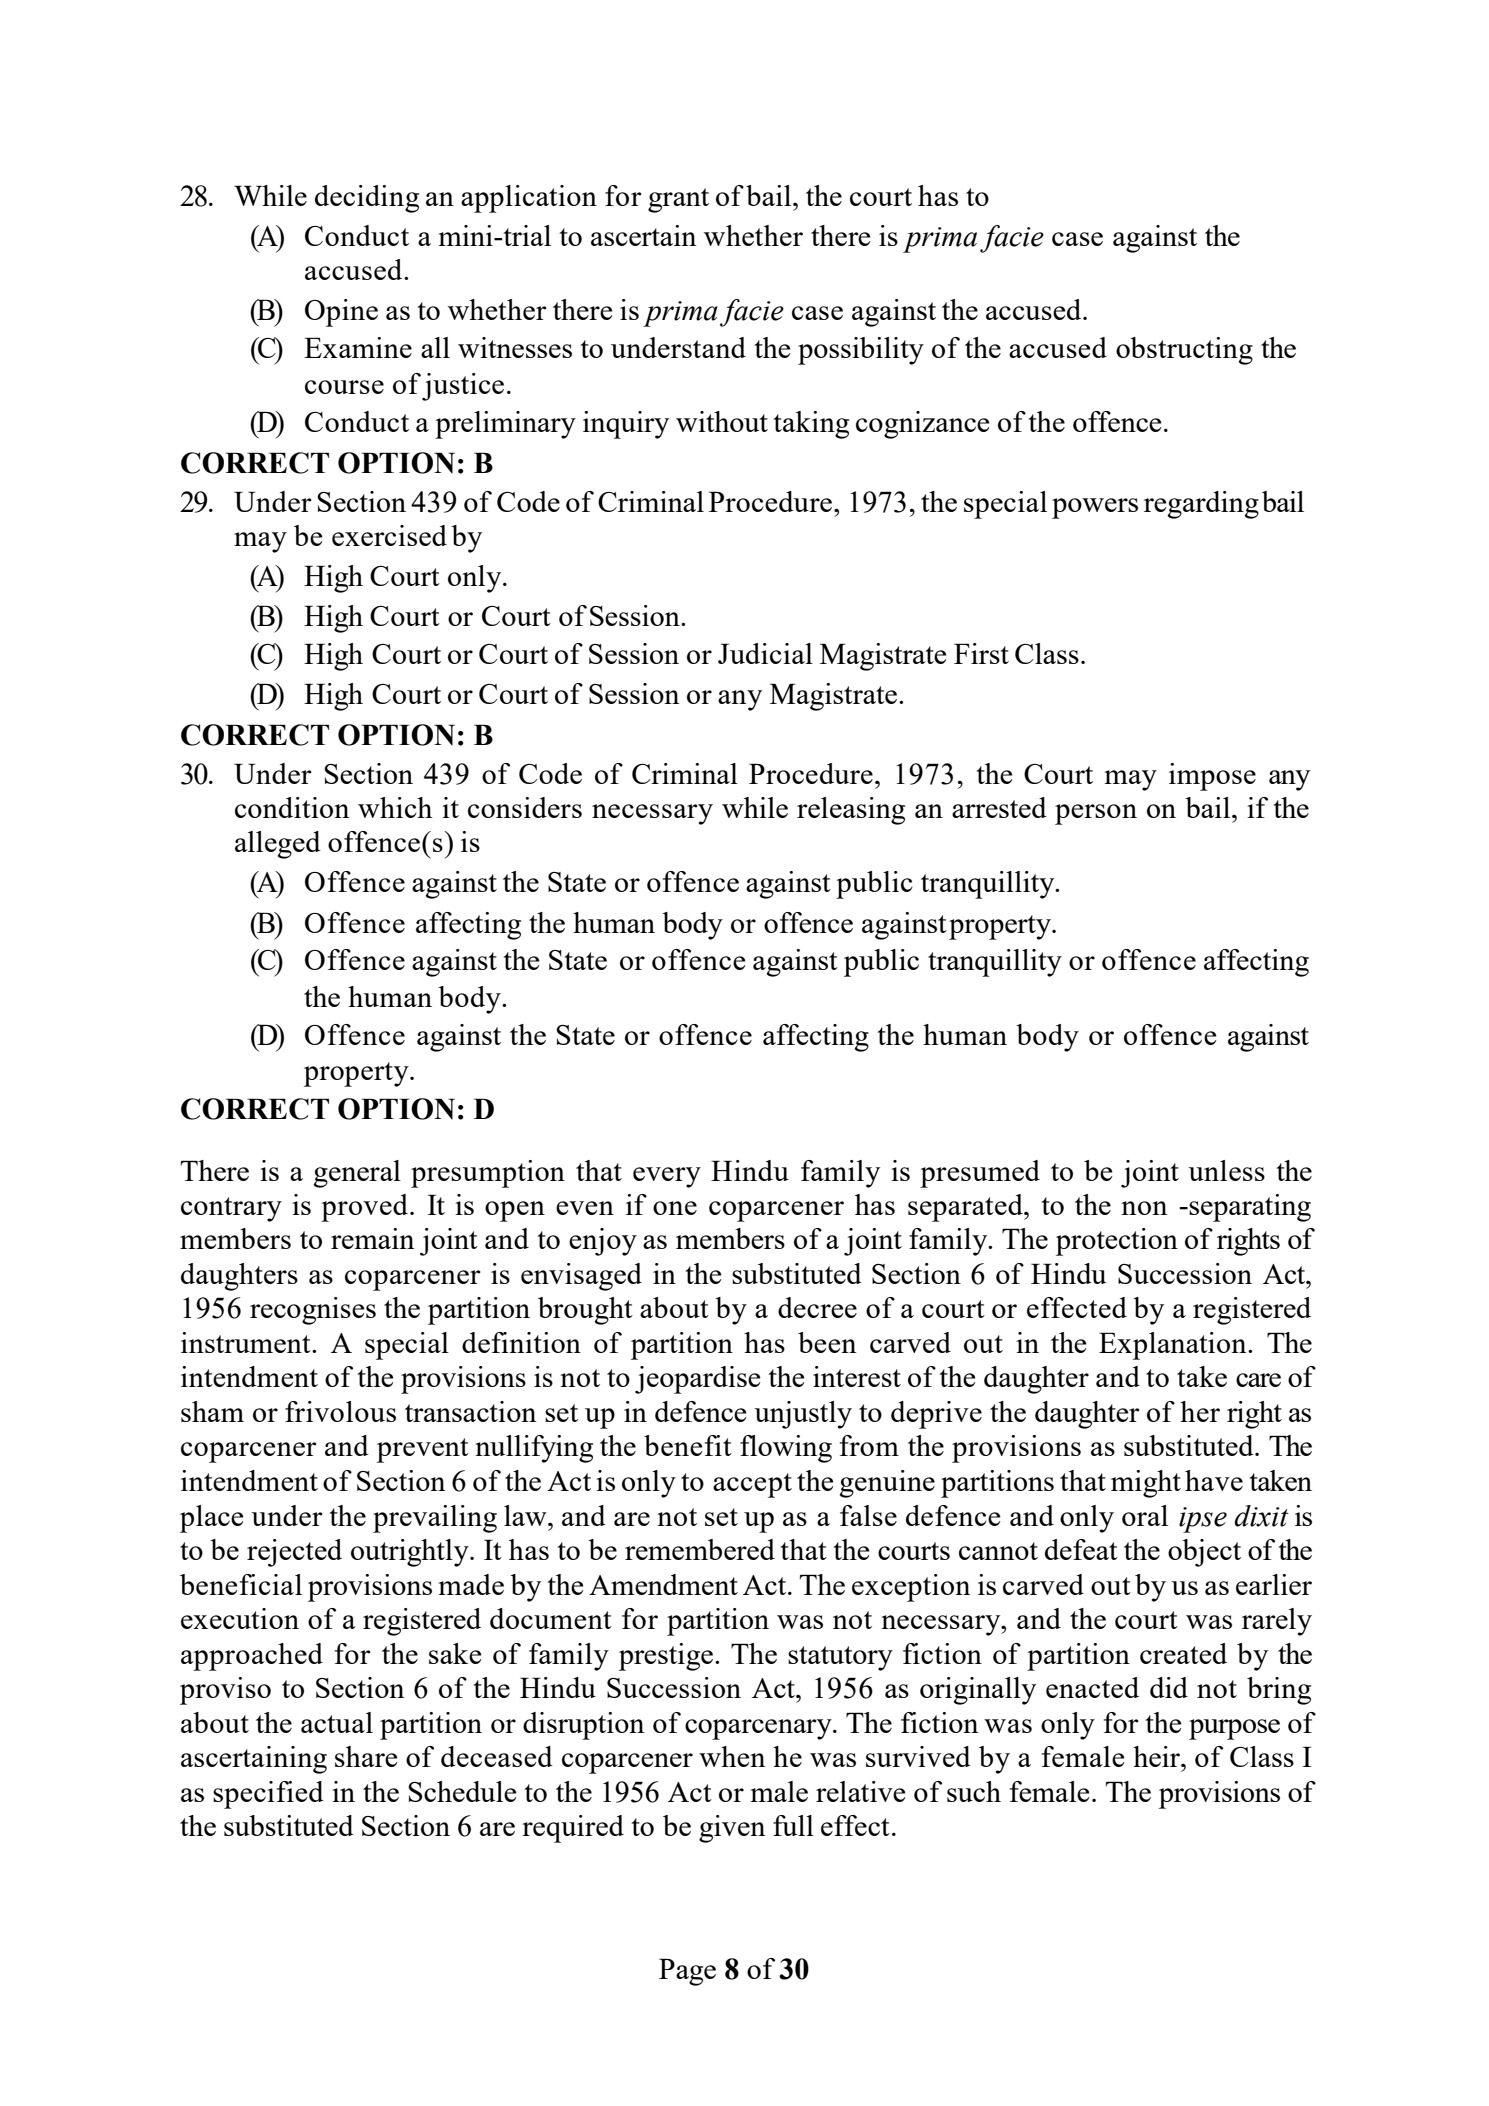 28. While deciding an application for grant of bail, the court has to
(A) Conduct a mini-trial to ascertain whether there is prima facie case against the
accused.
(B) Opine as to whether there is prima facie case against the accused.
(C) Examine all witnesses to understand the possibility of the accused obstructing the
course of justice.
(D) Conduct a preliminary inquiry without taking cognizance of the offence.
CORRECT OPTION: B
29. Under Section 439 of Code of Criminal Procedure, 1973, the special powers regarding bail
may be exercised by
(A) High Court only.
(B) High Court or Court of Session.
(C) High Court or Court of Session or Judicial Magistrate First Class.
(D) High Court or Court of Session or any Magistrate.
CORRECT OPTION: B
30. Under Section 439 of Code of Criminal Procedure, 1973, the Court may impose any
condition which it considers necessary while releasing an arrested person on bail, if the
alleged offence(s) is
(A) Offence against the State or offence against public tranquillity.
(B) Offence affecting the human body or offence against property.
(C) Offence against the State or offence against public tranquillity or offence affecting
the human body.
(D) Offence against the State or offence affecting the human body or offence against
property.
CORRECT OPTION: D
There is a general presumption that every Hindu family is presumed to be joint unless the
contrary is proved. It is open even if one coparcener has separated, to the non -separating
members to remain joint and to enjoy as members of a joint family. The protection of rights of
daughters as coparcener is envisaged in the substituted Section 6 of Hindu Succession Act,
1956 recognises the partition brought about by a decree of a court or effected by a registered
instrument. A special definition of partition has been carved out in the Explanation. The
intendment of the provisions is not to jeopardise the interest of the daughter and to take care of
sham or frivolous transaction set up in defence unjustly to deprive the daughter of her right as
coparcener and prevent nullifying the benefit flowing from the provisions as substituted. The
intendment of Section 6 of the Act is only to accept the genuine partitions that might have taken
place under the prevailing law, and are not set up as a false defence and only oral ipse dixit is
to be rejected outrightly. It has to be remembered that the courts cannot defeat the object of the
beneficial provisions made by the Amendment Act. The exception is carved out by us as earlier
execution of a registered document for partition was not necessary, and the court was rarely
approached for the sake of family prestige. The statutory fiction of partition created by the
proviso to Section 6 of the Hindu Succession Act, 1956 as originally enacted did not bring
about the actual partition or disruption of coparcenary. The fiction was only for the purpose of
ascertaining share of deceased coparcener when he was survived by a female heir, of Class I
as specified in the Schedule to the 1956 Act or male relative of such female. The provisions of
the substituted Section 6 are required to be given full effect.
Page 8 of 30